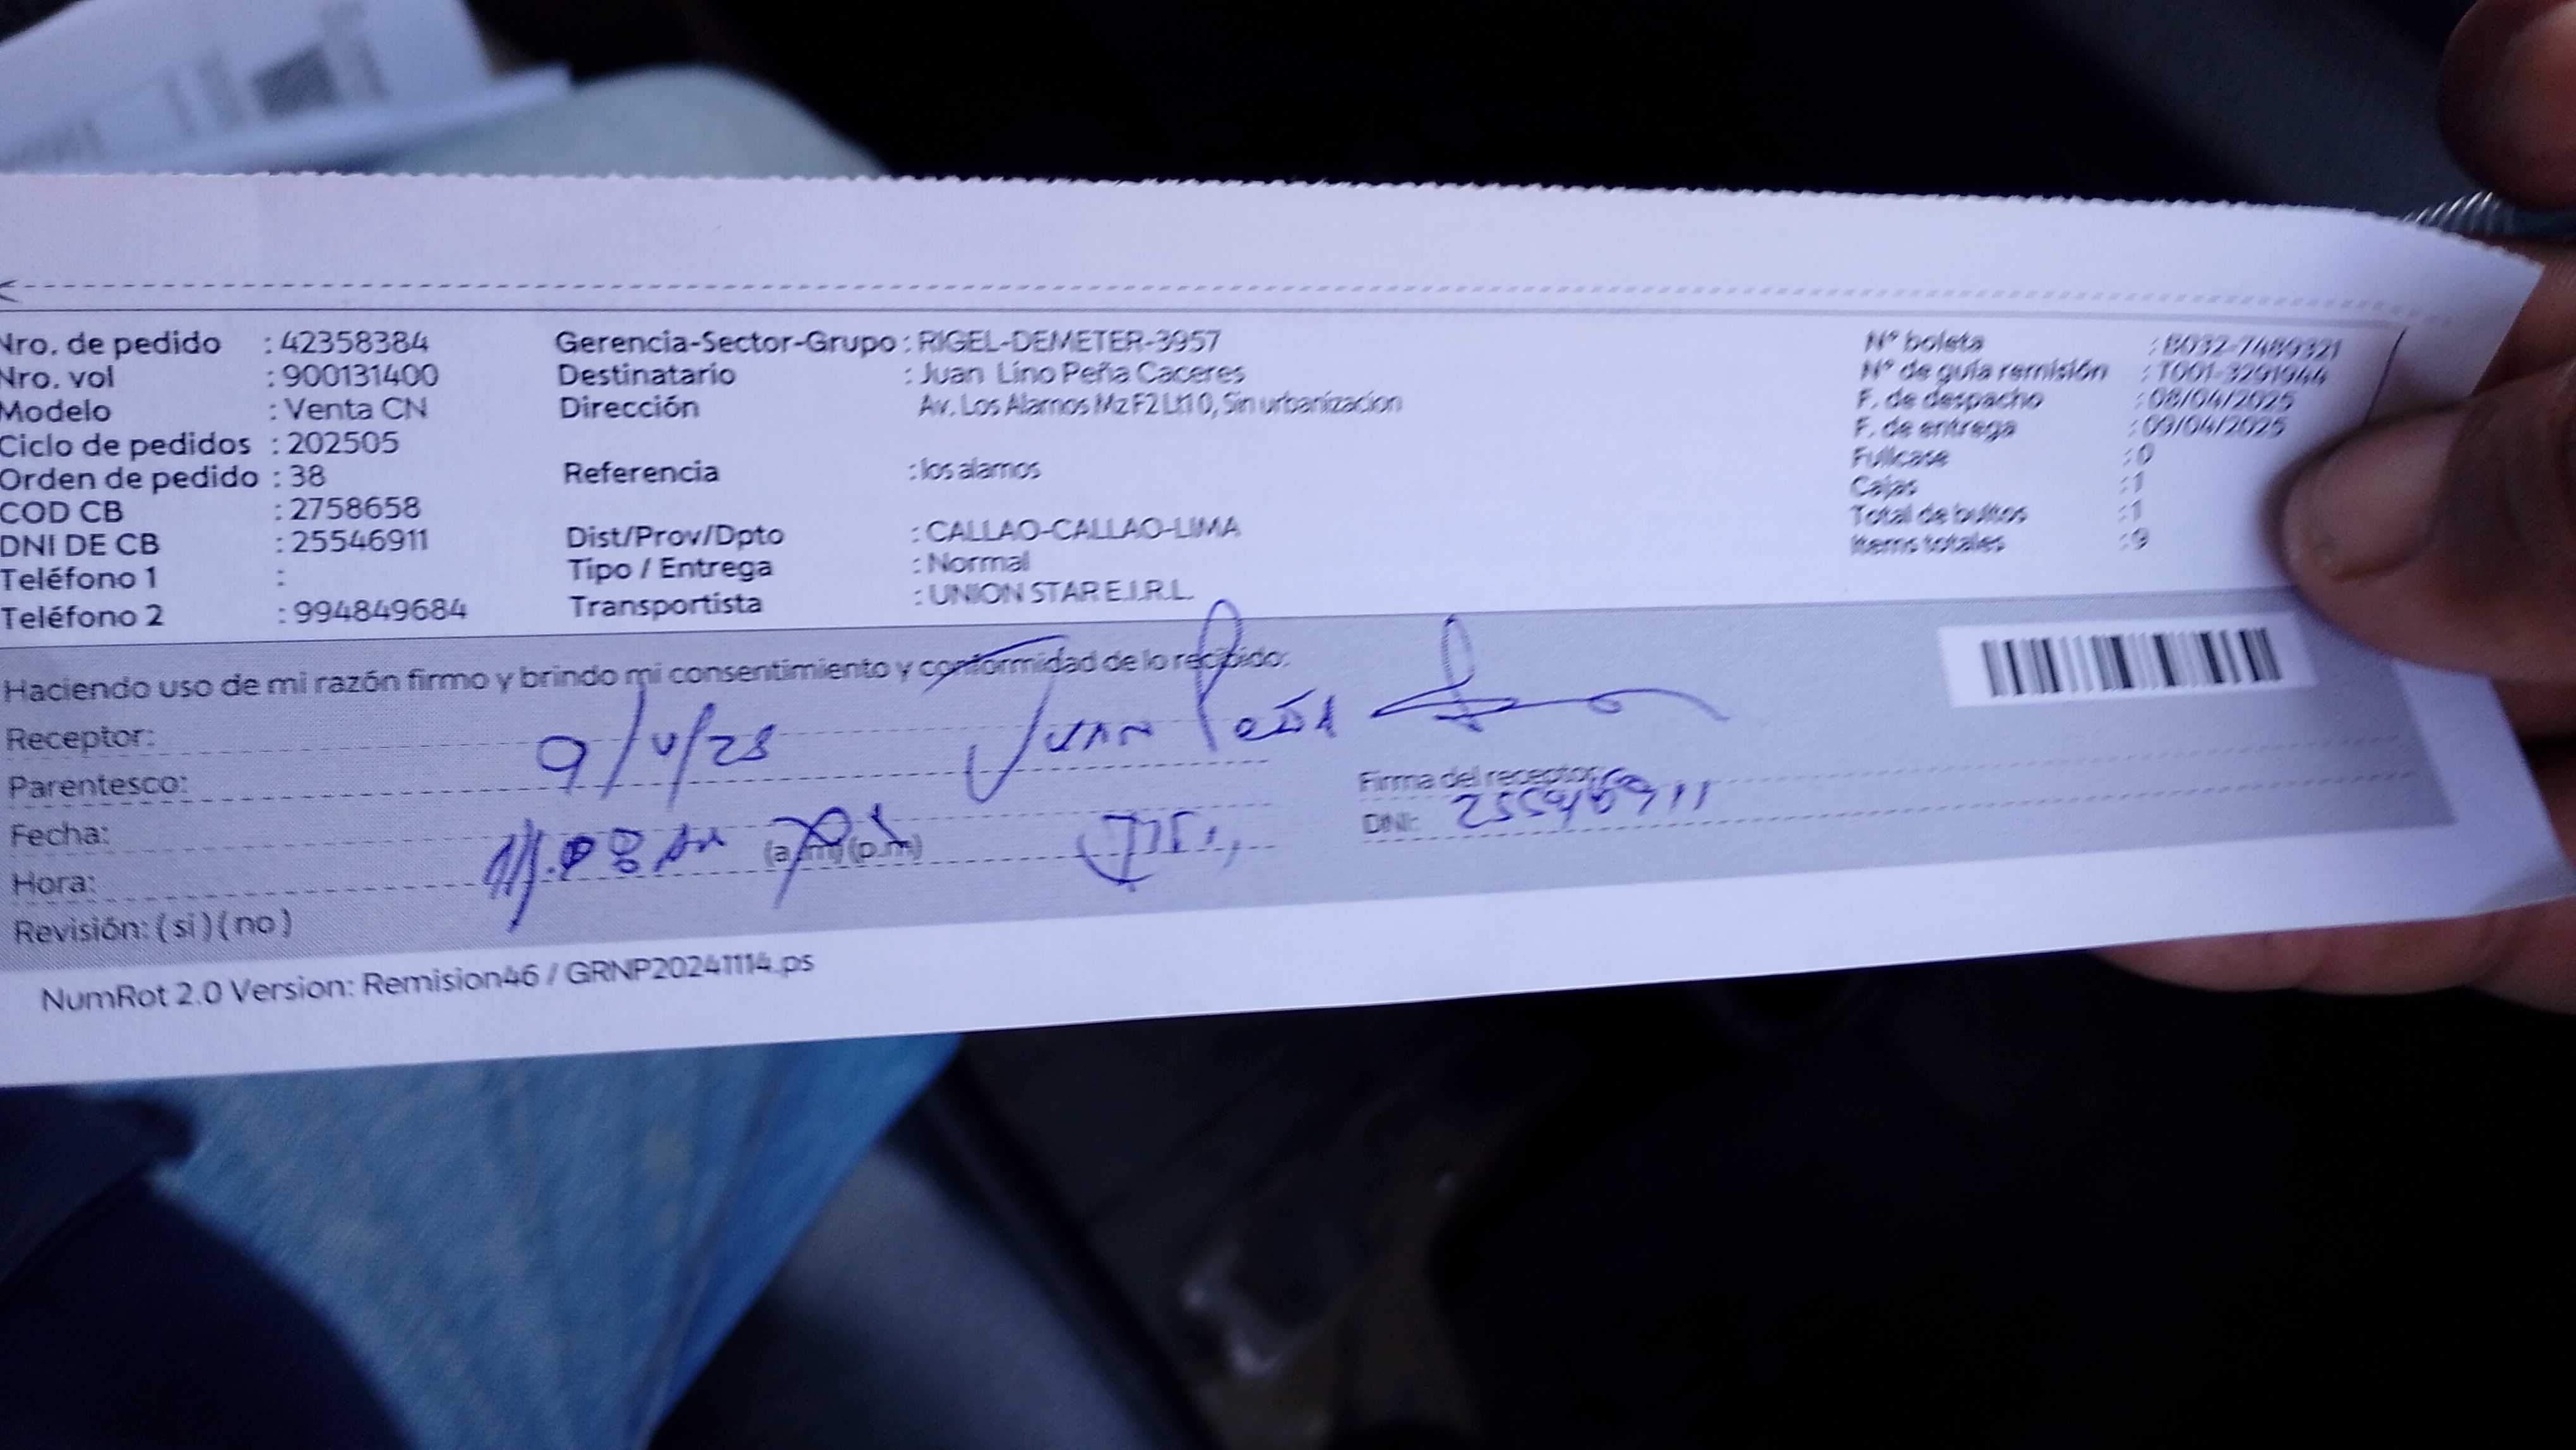 Nro. de pedido : 42358384
Nro. vol : 900131400
Modelo : Venta CN
Ciclo de pedidos : 202505
Orden de pedido : 38
COD CB : 2758658
DNI DE CB : 25546911
Teléfono 1 :
Teléfono 2 : 994849684
Gerencia-Sector-Grupo : RIGEL-DEMETER-3957
Destinatario : Juan Lino Peña Caceres
Dirección Av. Los Alamos Mz F2 Lt10, Sin urbanizacion
Referencia : los alamos
Dist/Prov/Dpto : CALLAO-CALLAO-LIMA
Tipo / Entrega : Normal
Transportista : UNION STAR E.I.R.L.
N° boleta : B032-7489321
N° de guía remisión : T001-3291944
F. de despacho : 08/04/2025
F. de entrega : 09/04/2025
Fullcase : 0
Cajas : 1
Total de bultos : 1
Items totales : 9
Haciendo uso de mi razón firmo y brindo mi consentimiento y conformidad de lo recibido:
Receptor: Juan Peña
Parentesco: 9/4/25
Fecha:
Hora: (a.m) (p.m)
Revisión: ( si ) ( no )
Firma del receptor:
DNI: 25546911
NumRot 2.0 Version: Remision46 / GRNP20241114.ps